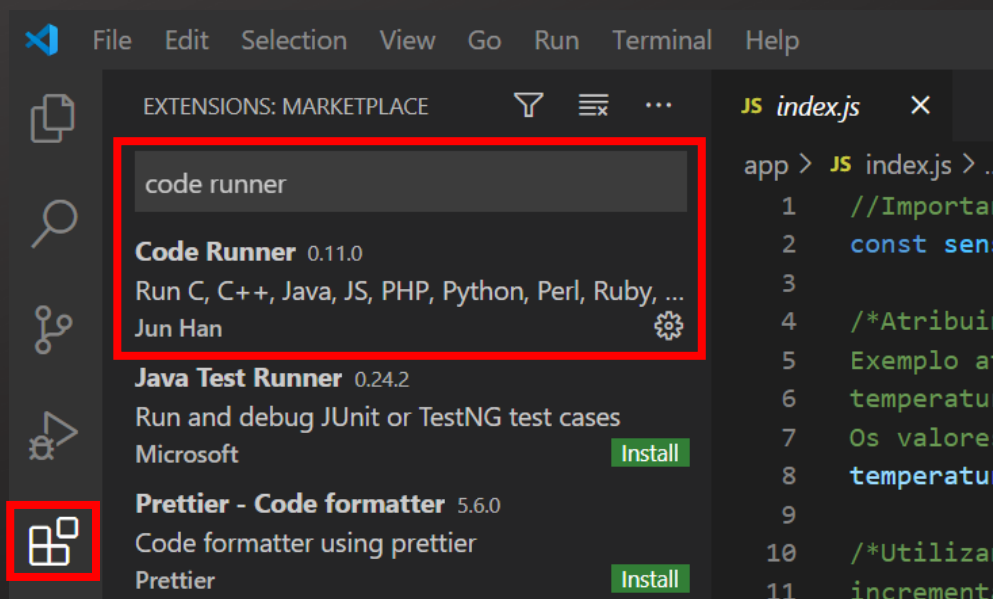 File Edit Selection View Go Run Terminal Help
EXTENSIONS: MARKETPLACE
code runner
Code Runner 0.11.0
Run C, C++, Java, JS, PHP, Python, Perl, Ruby, ...
Jun Han
Java Test Runner 0.24.2
Run and debug JUnit or TestNG test cases
Microsoft Install
Prettier - Code formatter 5.6.0
Code formatter using prettier
Prettier Install
JS index.js
app > JS index.js >
1 //Importa
2 const sen
3
4 /*Atribui
5 Exemplo a
6 temperatu
7 Os valore
8 temperatu
9
10 /*Utiliza
11 increment